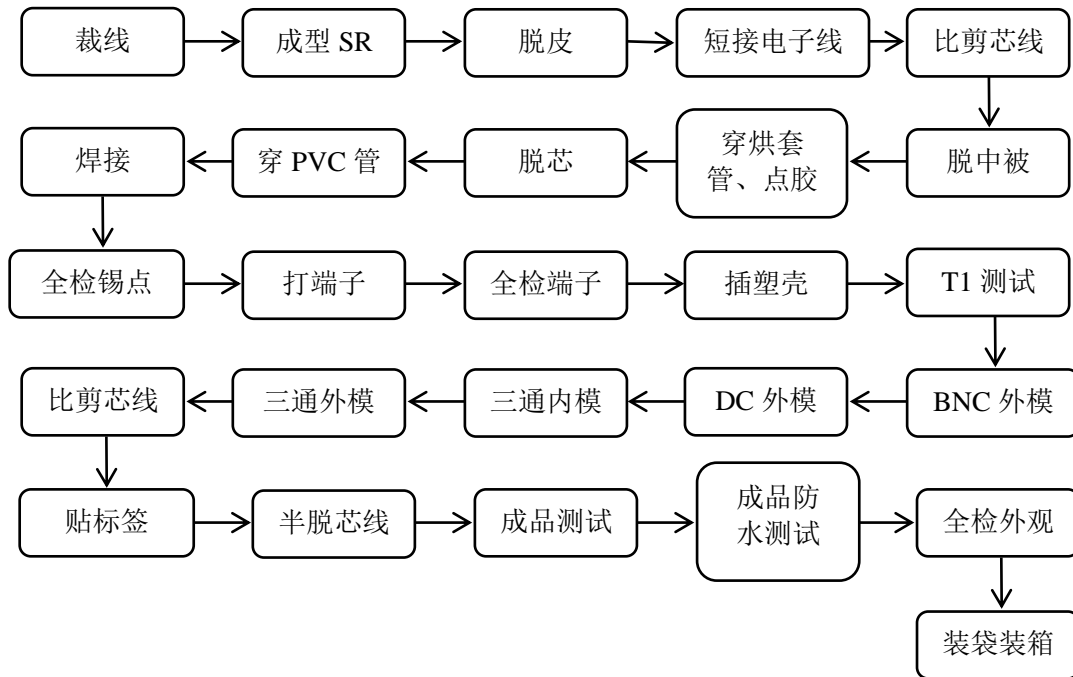 裁线
成型 SR
脱皮
短接电子线
比剪芯线
焊接
穿 PVC 管
脱芯
穿烘套
管、点胶
脱中被
全检锡点
打端子
全检端子
插塑壳
T1 测试
比剪芯线
三通外模
三通内模
DC 外模
BNC 外模
贴标签
半脱芯线
成品测试
成品防
水测试
全检外观
装袋装箱